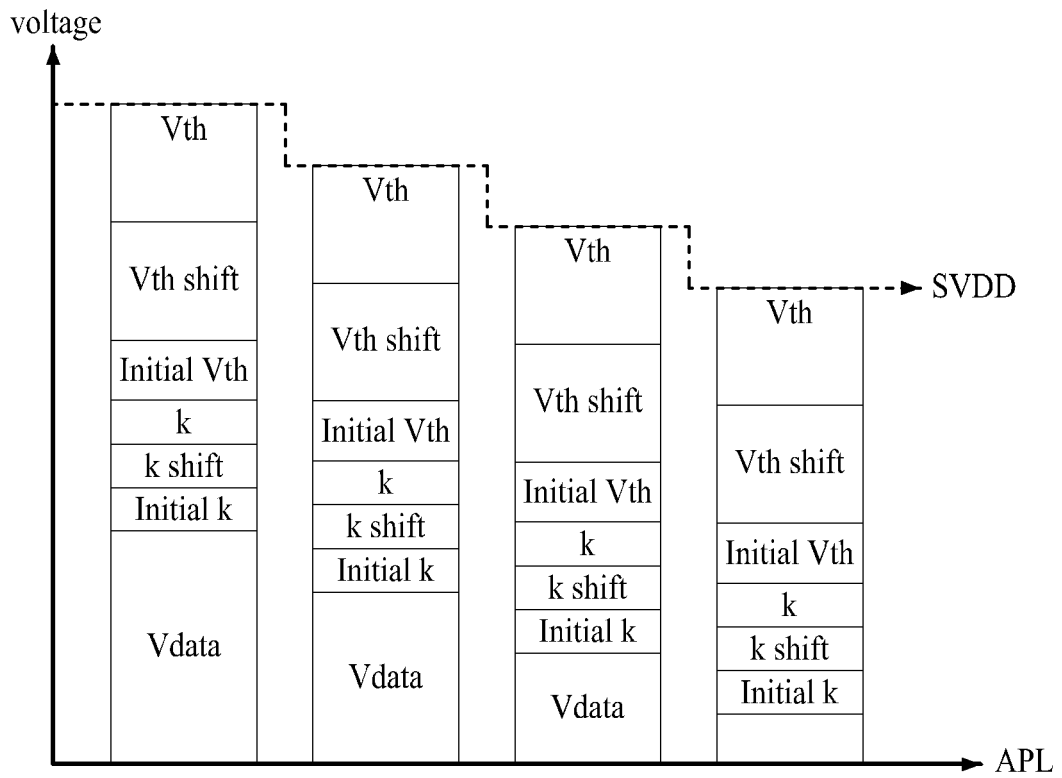 voltage
Vth
Vth shift
Initial Vth
k
k shift
Initial k
Vdata
Vth
Vth shift
Initial Vth
k
k shift
Initial k
Vdata
Vth
Vth shift
Initial Vth
k
k shift
Initial k
Vdata
Vth
Vth shift
Initial Vth
k
k shift
Initial k
SVDD
APL